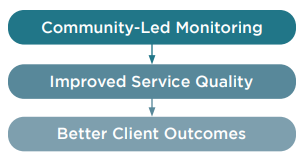 Community-Led Monitoring
Improved Service Quality
Better Client Outcomes